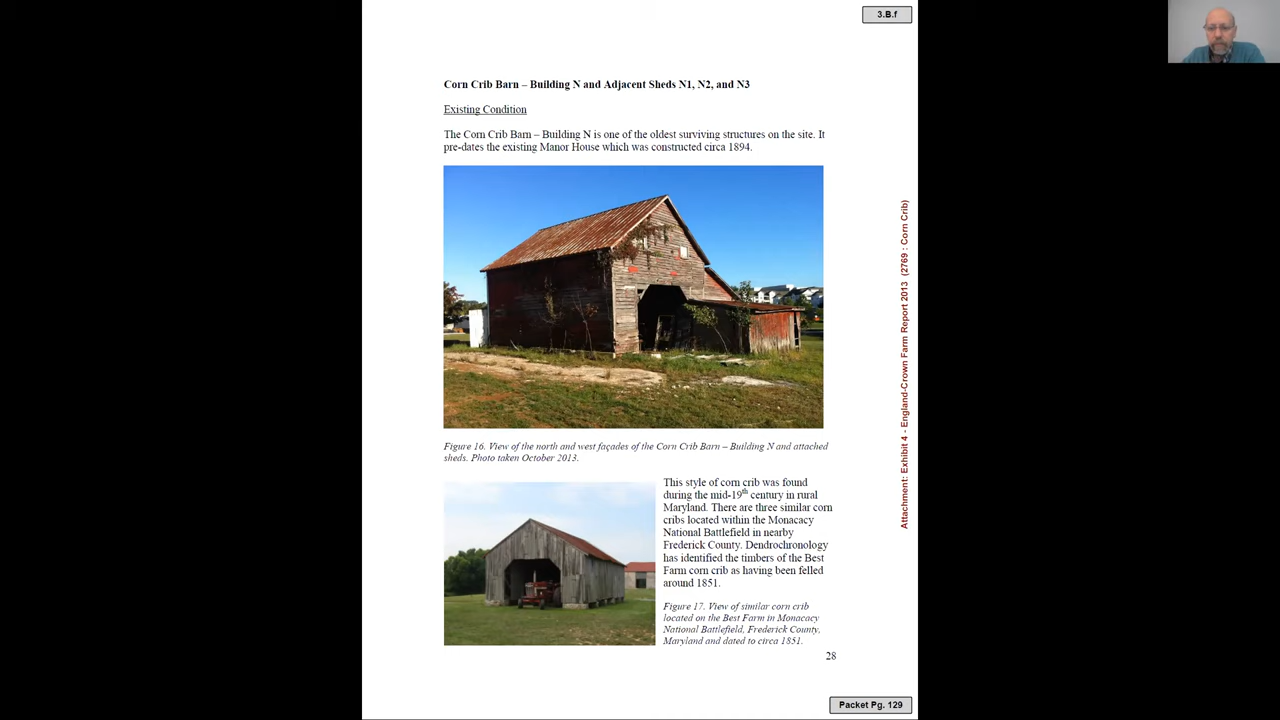 3.B.f
Corn Crib Barn – Building N and Adjacent Sheds N1, N2, and N3
Existing Condition
The Corn Crib Barn – Building N is one of the oldest surviving structures on the site. It
pre-dates the existing Manor House which was constructed circa 1894.
Figure 16. View of the north and west façades of the Corn Crib Barn – Building N and attached
sheds. Photo taken October 2013.
This style of corn crib was found
during the mid-19th century in rural
Maryland. There are three similar corn
cribs located within the Monacacy
National Battlefield in nearby
Frederick County. Dendrochronology
has identified the timbers of the Best
Farm corn crib as having been felled
around 1851.
Figure 17. View of similar corn crib
located on the Best Farm in Monacacy
National Battlefield, Frederick County,
Maryland and dated to circa 1851.
28
Attachment: Exhibit 4 - England-Crown Farm Report 2013 (2769 : Corn Crib)
Packet Pg. 129